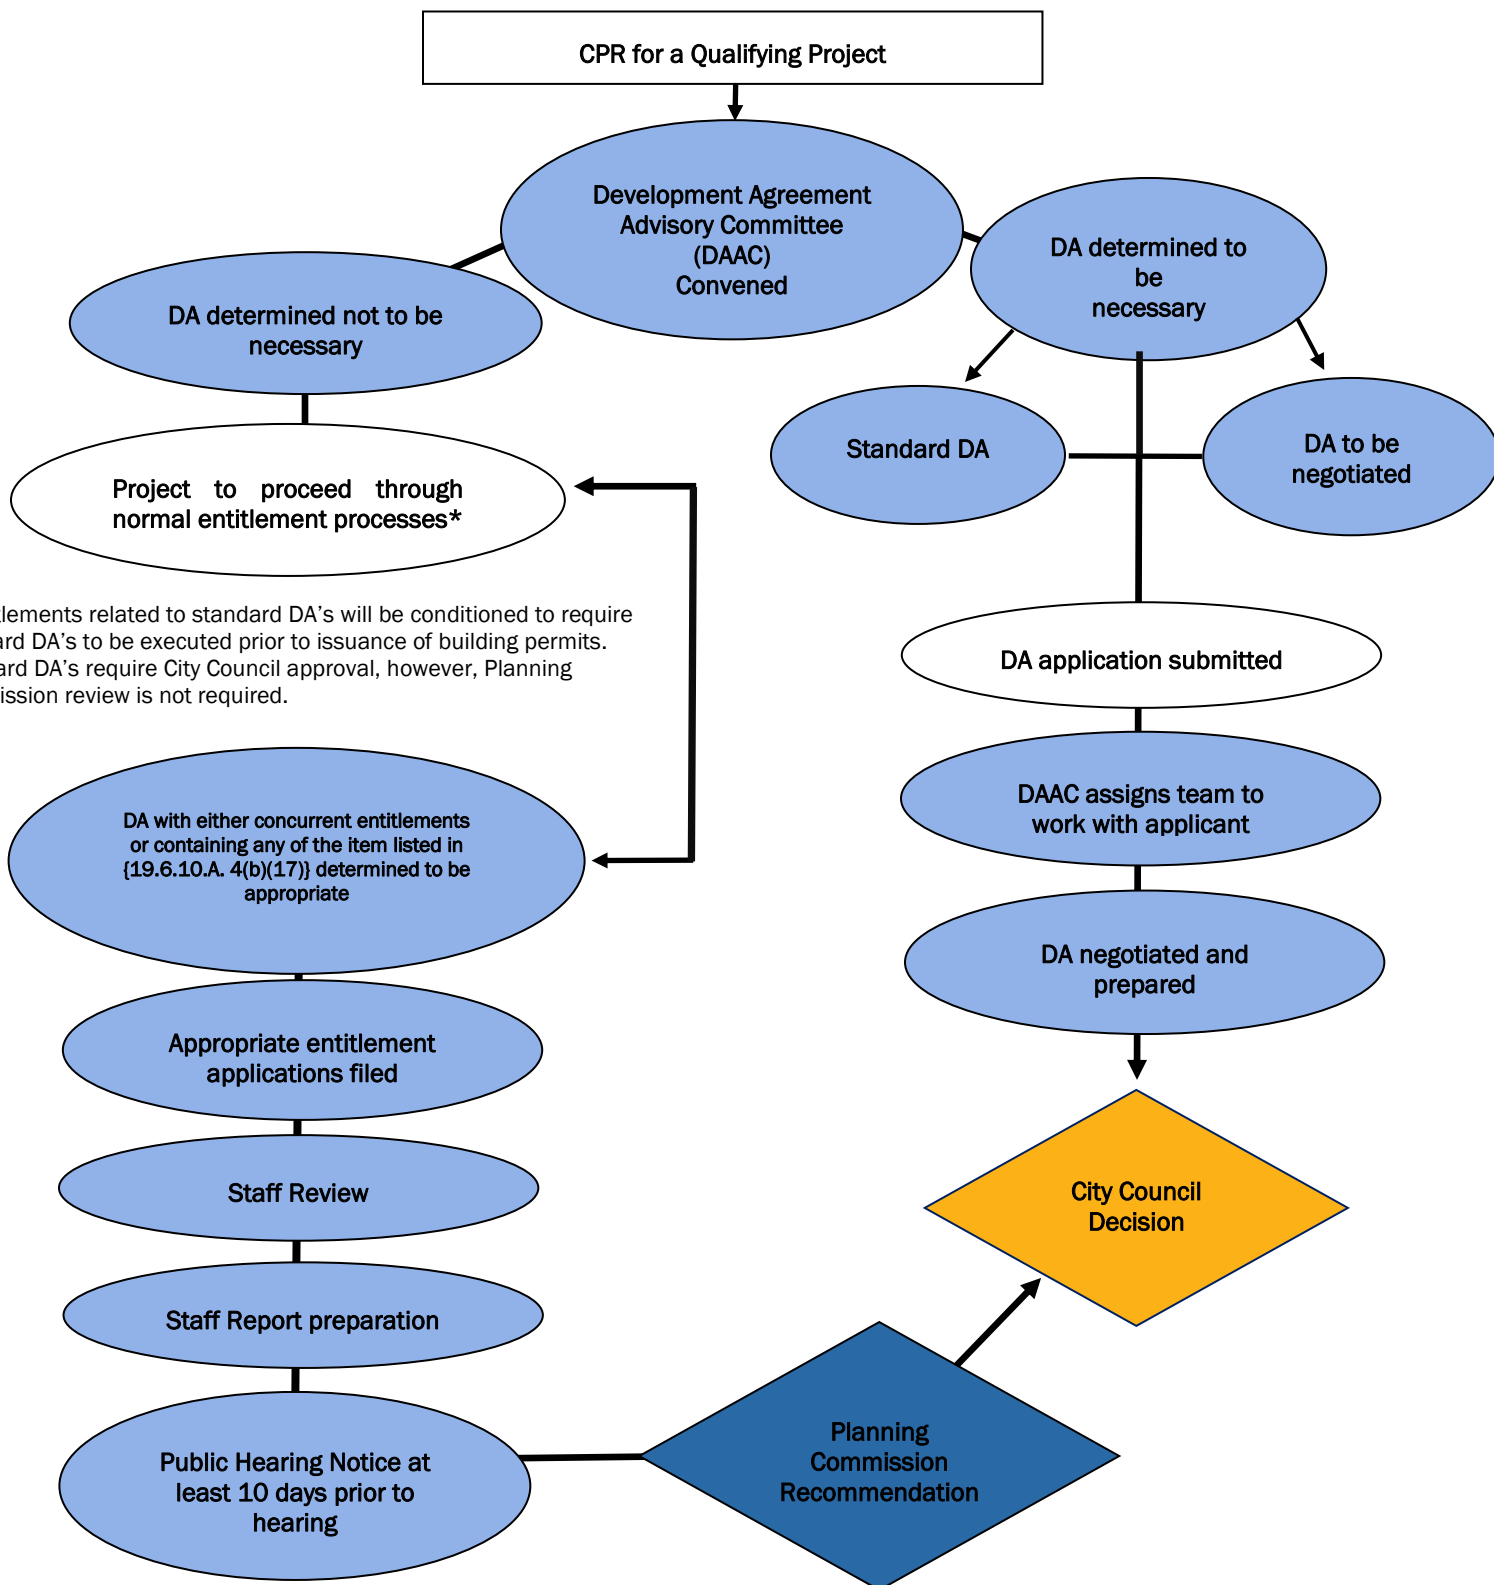 CPR for a Qualifying Project
Development Agreement
Advisory Committee
(DAAC)
Convened
DA determined to
be
necessary
DA determined not to be
necessary
Standard DA
DA to be
negotiated
Project to proceed through
normal entitlement processes*
related to standard DA's will be conditioned to require
DA's to be executed prior to issuance of building permits.
DA's require City Council approval, however, Planning
review is not required.
DA application submitted
DAAC assigns team to
work with applicant
DA negotiated and
prepared
DA with either concurrent entitlements
or containing any of the item listed in
{19.6.10.A. 4(b)(17)} determined to be
appropriate
Appropriate entitlement
applications filed
Staff Review
Staff Report preparation
Public Hearing Notice at
least 10 days prior to
hearing
Planning
Commission
Recommendation
City Council
Decision